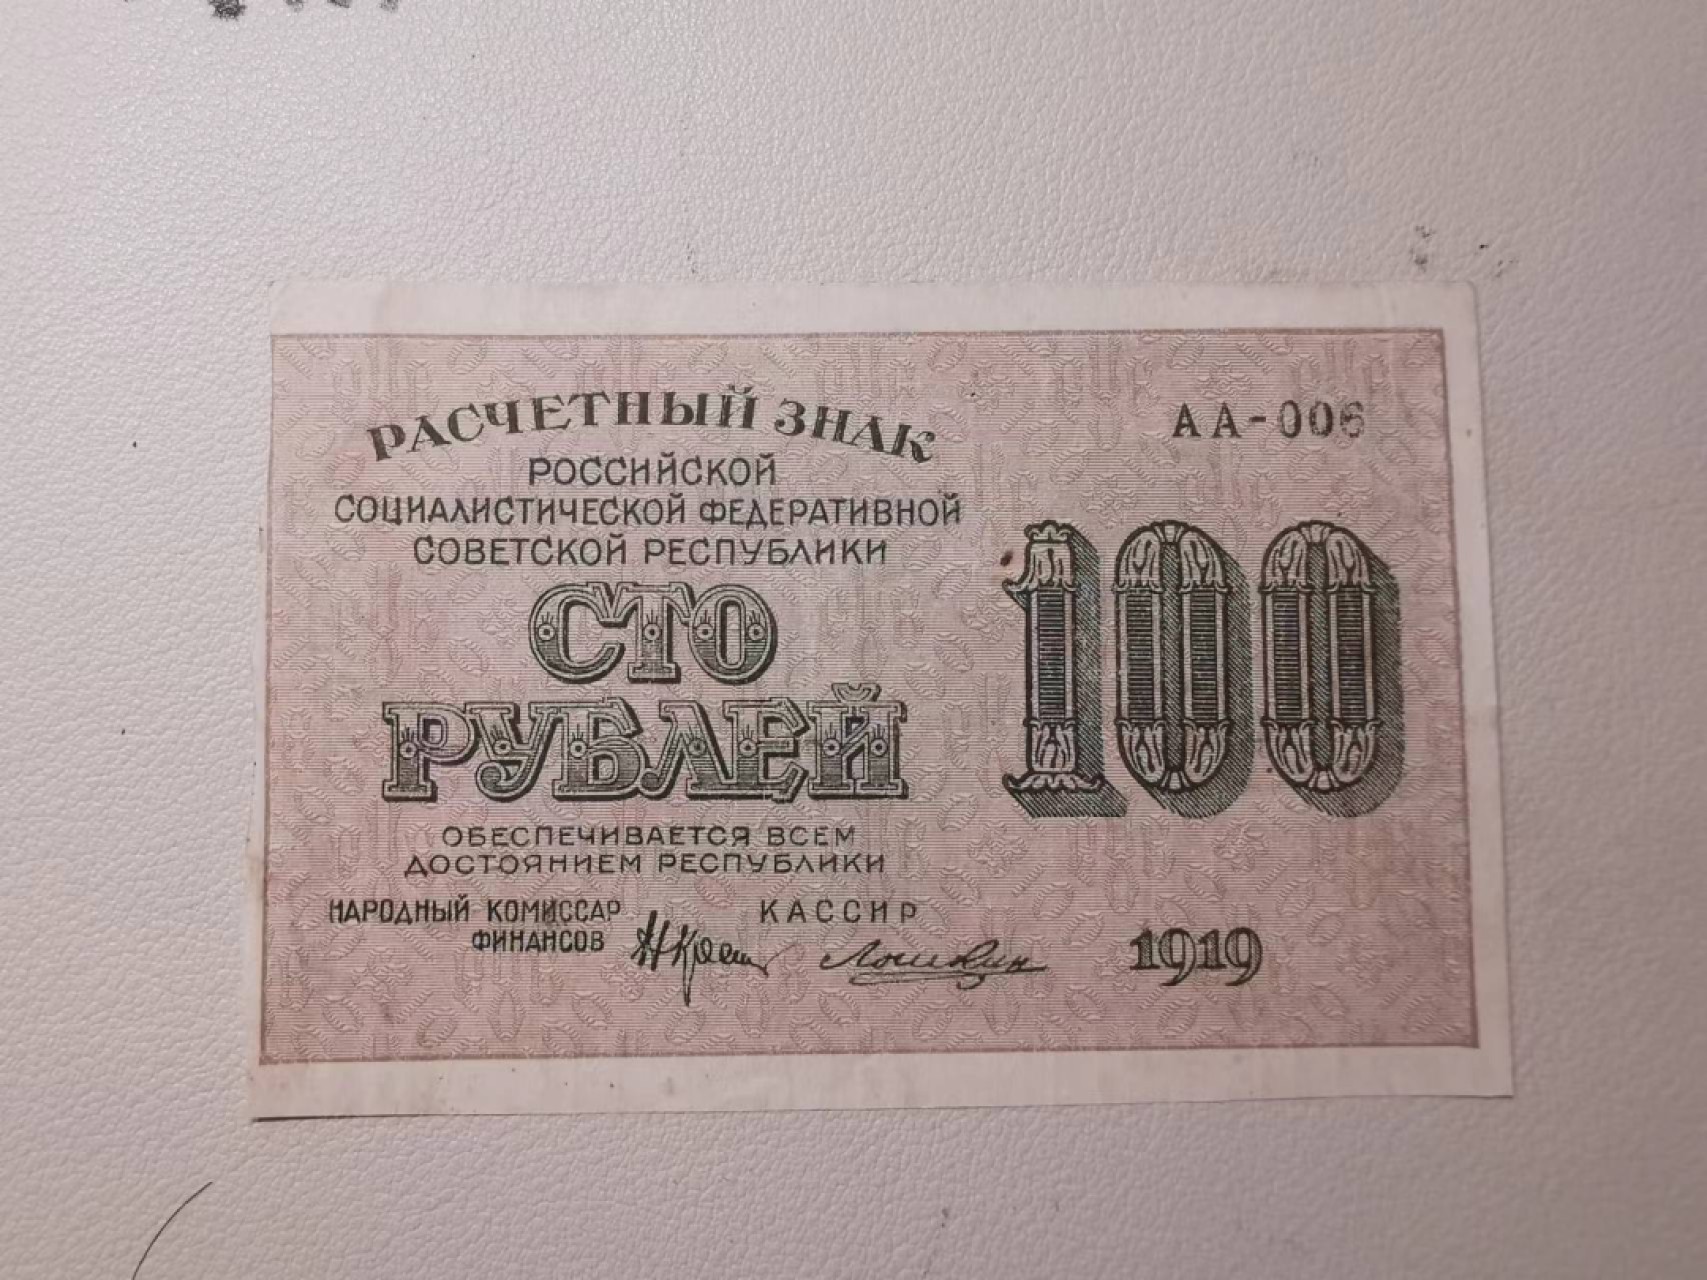 РАСЧЕТНЫЙ ЗНАК
РОССИЙСКОЙ
СОЦИАЛИСТИЧЕСКОЙ ФЕДЕРАТИВНОЙ
СОВЕТСКОЙ РЕСПУБЛИКИ
СТО
РУБЛЕЙ
ОБЕСПЕЧИВАЕТСЯ ВСЕМ
ДОСТОЯНИЕМ РЕСПУБЛИКИ
НАРОДНЫЙ КОМИССАР
ФИНАНСОВ
КАССИР
АА-006
100
1919